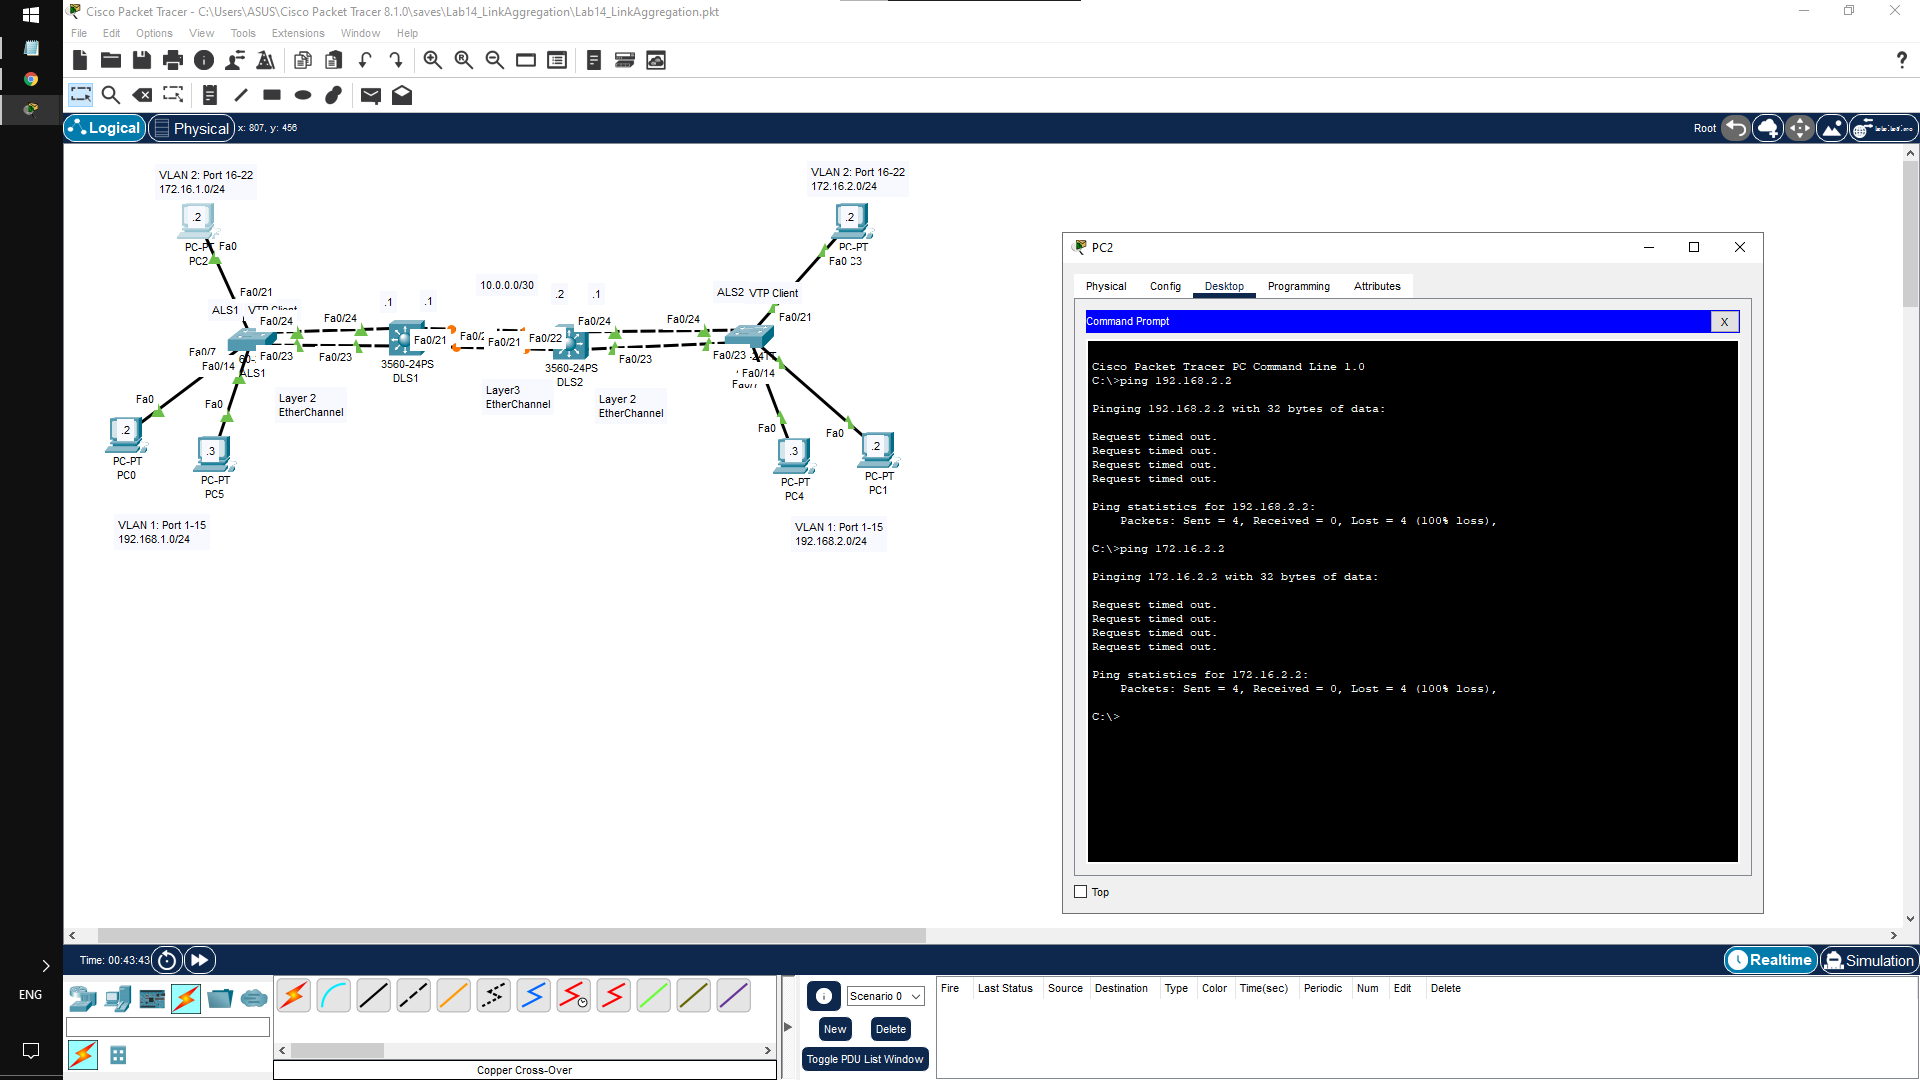 Cisco Packet Tracer - C:\Users\ASUS\Cisco Packet Tracer 8.1.0\saves\Lab14_LinkAggregation\Lab14_LinkAggregation.pkt
File Edit Options View Tools Extensions Window Help
?
Logical Physical x: 807, y: 456 Root
VLAN 2: Port 16-22
172.16.1.0/24
.2
Fa0
PC2
VLAN 2: Port 16-22
172.16.2.0/24
.2
PC-PT
Fa0 C3
Fa0/21
ALS1
Fa0/24
Fa0/23
Fa0/7
Fa0/14
ALS1
.1
.1
10.0.0.0/30
.2
.1
Fa0/24
Fa0/23
Fa0/21
Fa0/21
Fa0/22
Fa0/24
Fa0/23
3560-24PS
DLS1
3560-24PS
DLS2
ALS2 VTP Client
Fa0/21
Fa0/24
Fa0/23
Fa0/14
Layer 2
EtherChannel
Layer3
EtherChannel
Layer 2
EtherChannel
Fa0
.2
PC-PT
PC0
Fa0
.3
PC-PT
PC5
Fa0
.3
PC-PT
PC4
Fa0
.2
PC-PT
PC1
VLAN 1: Port 1-15
192.168.1.0/24
VLAN 1: Port 1-15
192.168.2.0/24
PC2
Physical Config Desktop Programming Attributes
Command Prompt X
Cisco Packet Tracer PC Command Line 1.0
C:\>ping 192.168.2.2
Pinging 192.168.2.2 with 32 bytes of data:
Request timed out.
Request timed out.
Request timed out.
Request timed out.
Ping statistics for 192.168.2.2:
Packets: Sent = 4, Received = 0, Lost = 4 (100% loss),
C:\>ping 172.16.2.2
Pinging 172.16.2.2 with 32 bytes of data:
Request timed out.
Request timed out.
Request timed out.
Request timed out.
Ping statistics for 172.16.2.2:
Packets: Sent = 4, Received = 0, Lost = 4 (100% loss),
C:\>
Top
Time: 00:43:43
Realtime Simulation
ENG
Scenario 0
New Delete
Toggle PDU List Window
Fire Last Status Source Destination Type Color Time(sec) Periodic Num Edit Delete
Copper Cross-Over